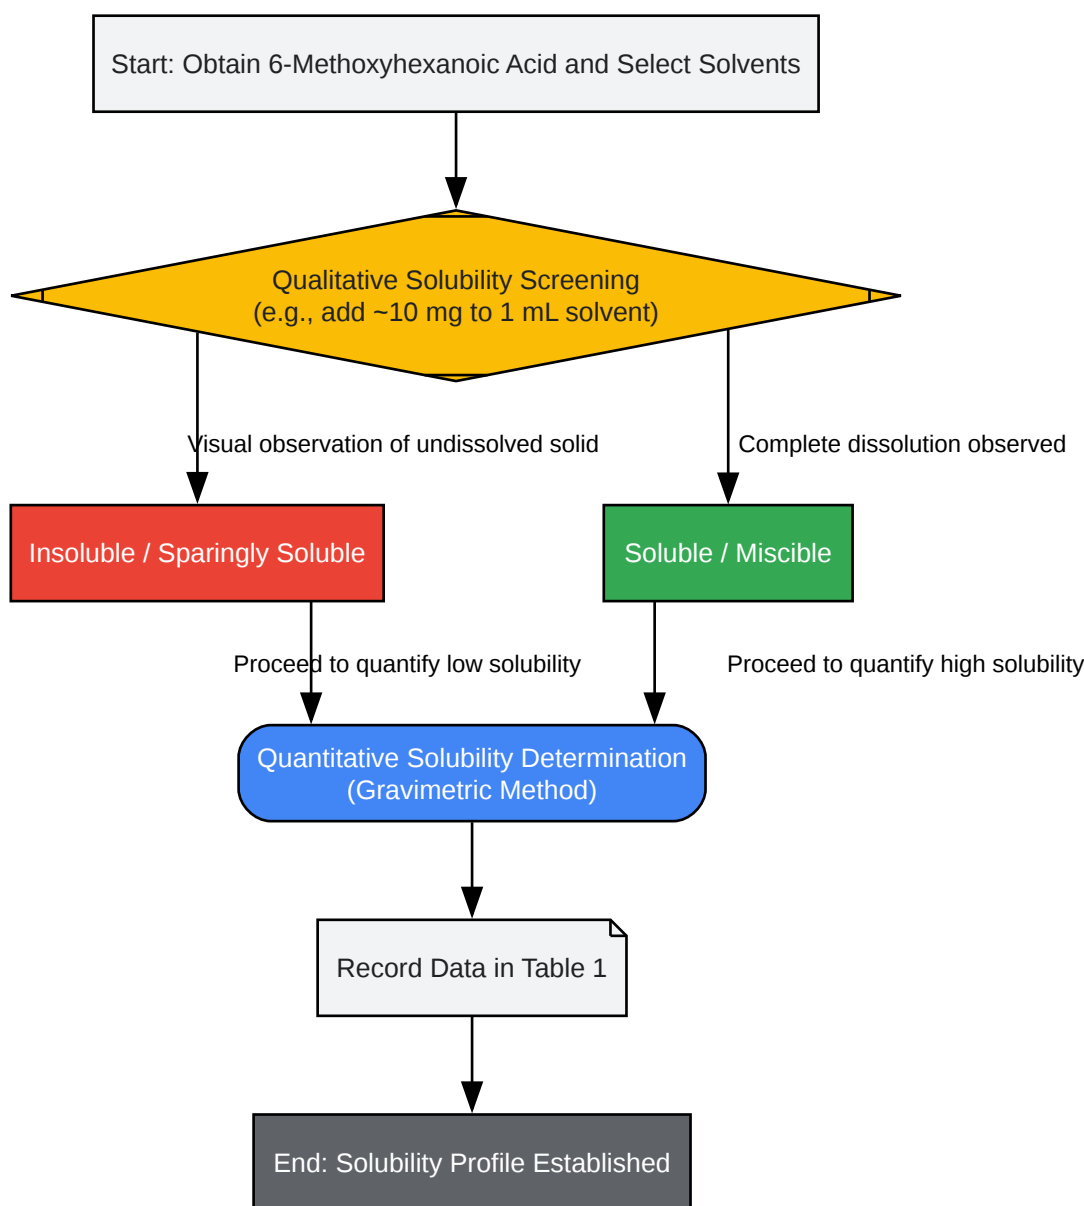 Start: Obtain 6-Methoxyhexanoic Acid and Select Solvents
Qualitative Solubility Screening
(e.g., add ~10 mg to 1 mL solvent)
Visual observation of undissolved solid
Complete dissolution observed
Insoluble / Sparingly Soluble
Soluble / Miscible
Proceed to quantify low solubility
Proceed to quantify high solubility
Quantitative Solubility Determination
(Gravimetric Method)
Record Data in Table 1
End: Solubility Profile Established